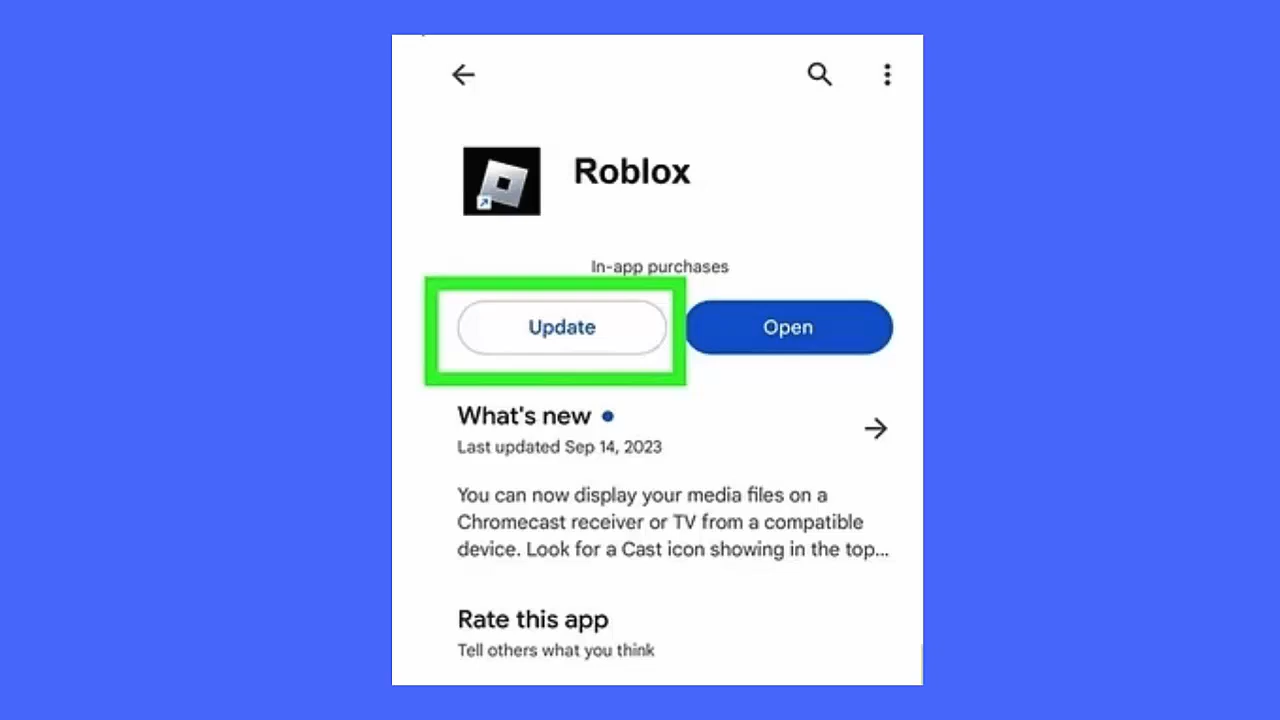 Roblox
In-app purchases
Update
Open
What's new
Last updated Sep 14, 2023
You can now display your media files on a
Chromecast receiver or TV from a compatible
device. Look for a Cast icon showing in the top...
Rate this app
Tell others what you think